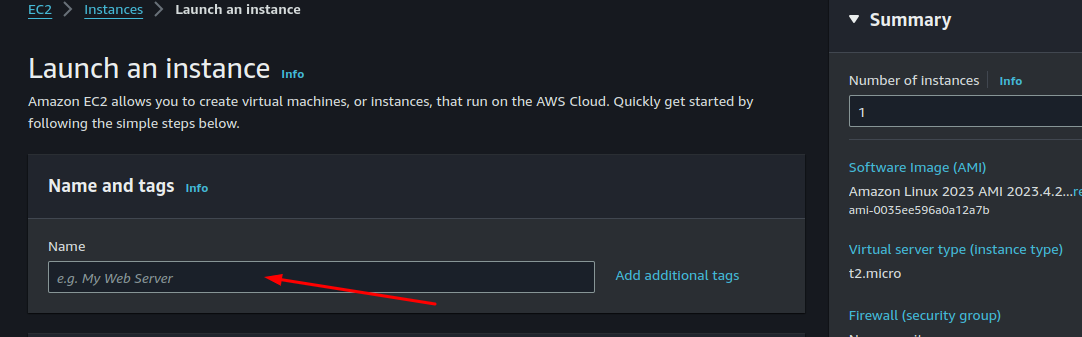 EC2 > Instances > Launch an instance
Launch an instance Info
Amazon EC2 allows you to create virtual machines, or instances, that run on the AWS Cloud. Quickly get started by
following the simple steps below.
Name and tags Info
Name
e.g. My Web Server
Add additional tags
Summary
Number of instances Info
1
Software Image (AMI)
Amazon Linux 2023 AMI 2023.4.2...re
ami-0035ee596a0a12a7b
Virtual server type (instance type)
t2.micro
Firewall (security group)